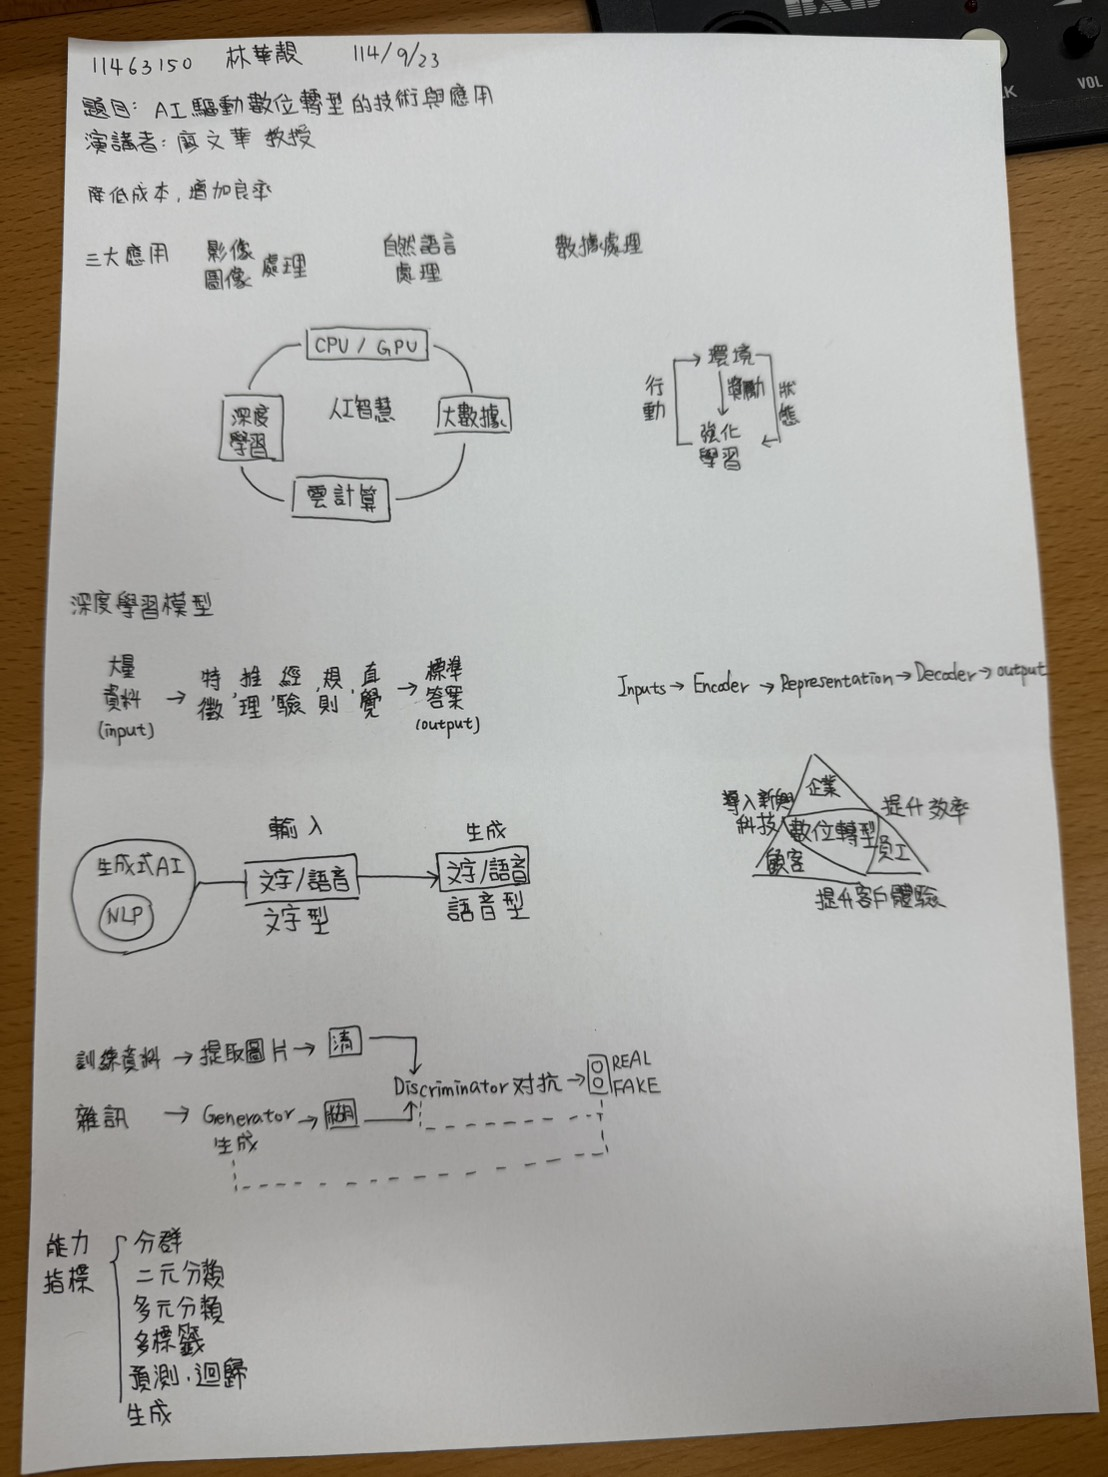 11463150 林華靚 114/9/23
題目: AI 驅動數位轉型的技術與應用
演講者: 廖文華 教授
降低成本, 增加良率
三大應用
影像
圖像 處理
自然語言
處理
數據處理
CPU / GPU
深度
學習
人工智慧
大數據
雲計算
環境
行動
獎勵
狀態
強化
學習
深度學習模型
大量
資料
(input)
→ 特徵, 推理, 經驗, 規則, 直覺 →
標準
答案
(output)
Inputs → Encoder → Representation → Decoder → output
生成式AI
NLP
輸入
文字/語音
文字型
生成
文字/語音
語音型
企業
導入新興
科技
數位轉型
提升效率
顧客
員工
提升客戶體驗
訓練資料 → 提取圖片 → 清
Discriminator 对抗 →
REAL
FAKE
雜訊 → Generator → 糊
生成
能力
指標
分群
二元分類
多元分類
多標籤
預測.迴歸
生成
VOL